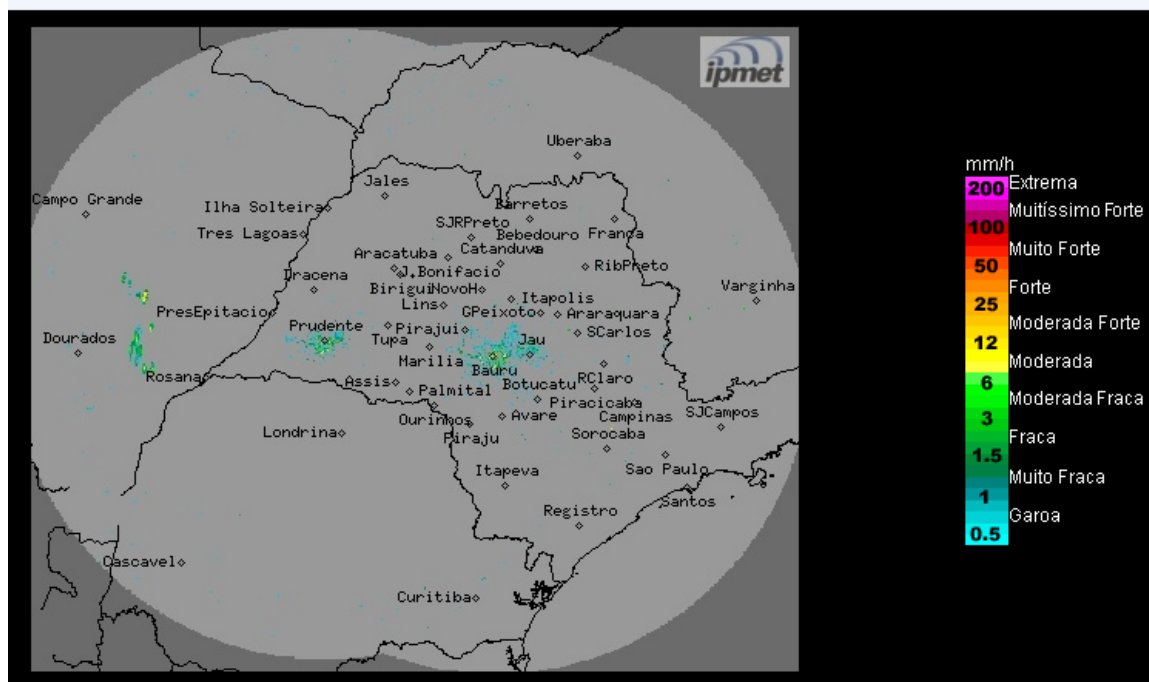 ipmet
Uberaba
Jales
Campo Grande
Ilha Solteira
Barretos
SJRPreto
Tres Lagoas
Bebedouro
Franca
Aracatuba
Catanduva
J.Bonifacio
RibPreto
Dracena
Birigui
NovoH
Itapolis
Varginha
Lins
PresEpitacio
GPeixoto
Araraquara
Prudente
Pirajui
SCarlos
Dourados
Tupa
Jau
Marilia
Bauru
Rosana
Assis
Botucatu
RClaro
Palmital
Piracicaba
Ourinhos
Avare
Campinas
SJCampos
Londrina
Piraju
Sorocaba
Itapeva
Sao Paulo
Santos
Registro
Cascavel
Curitiba
mm/h
200 Extrema
Muitíssimo Forte
100
Muito Forte
50
Forte
25
Moderada Forte
12
Moderada
6
Moderada Fraca
3
Fraca
1.5
Muito Fraca
1
Garoa
0.5